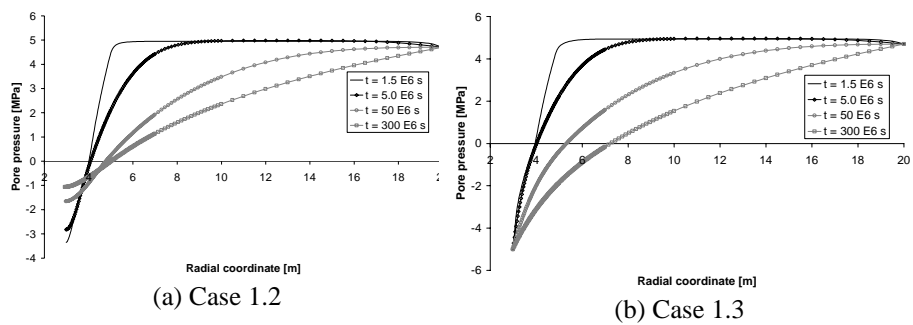 6
5
4
3
2
1
0
-1
-2
-3
-4
2 4 6 8 10 12 14 16 18 20
Pore pressure [MPa]
Radial coordinate [m]
t = 1.5 E6 s
t = 5.0 E6 s
t = 50 E6 s
t = 300 E6 s
(a) Case 1.2
6
4
2
0
-2
-4
-6
2 4 6 8 10 12 14 16 18 20
Pore pressure [MPa]
Radial coordinate [m]
t = 1.5 E6 s
t = 5.0 E6 s
t = 50 E6 s
t = 300 E6 s
(b) Case 1.3